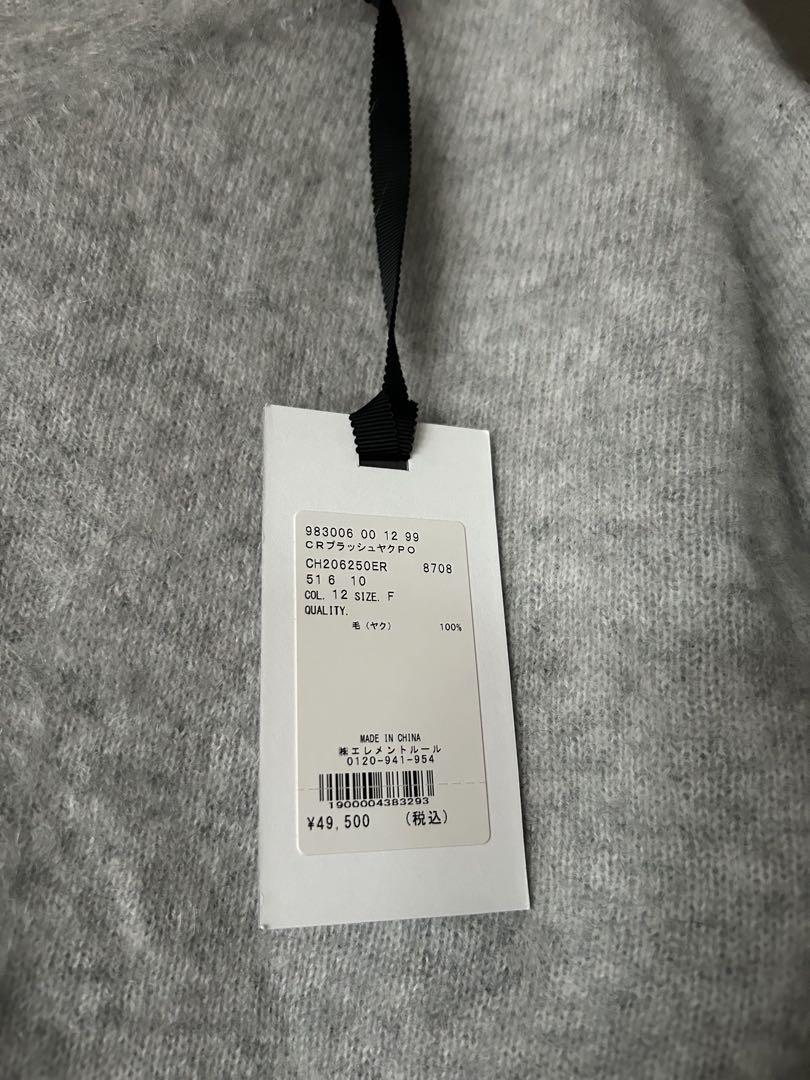 983006 00 12 99
CRブラッシュヤクPO
CH206250ER 8708
51 6 10
COL. 12 SIZE. F
QUALITY.
毛(ヤク) 100%
MADE IN CHINA
㈱エレメントルール
0120-941-954
1900004383293
¥49,500 (税込)